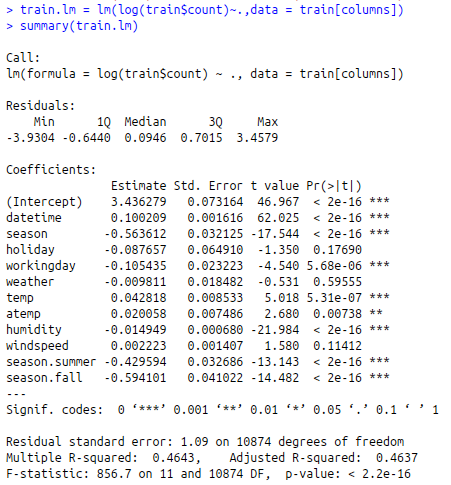 > train.lm = lm(log(train$count)~.,data = train[columns])
> summary(train.lm)
Call:
lm(formula = log(train$count) ~ ., data = train[columns])
Residuals:
Min 1Q Median 3Q Max
-3.9304 -0.6440 0.0946 0.7015 3.4579
Coefficients:
Estimate Std. Error t value Pr(>|t|)
(Intercept) 3.436279 0.073164 46.967 < 2e-16 ***
datetime 0.100209 0.001616 62.025 < 2e-16 ***
season -0.563612 0.032125 -17.544 < 2e-16 ***
holiday -0.087657 0.064910 -1.350 0.17690
workingday -0.105435 0.023223 -4.540 5.68e-06 ***
weather -0.009811 0.018482 -0.531 0.59555
temp 0.042818 0.008533 5.018 5.31e-07 ***
atemp 0.020058 0.007486 2.680 0.00738 **
humidity -0.014949 0.000680 -21.984 < 2e-16 ***
windspeed 0.002223 0.001407 1.580 0.11412
season.summer -0.429594 0.032686 -13.143 < 2e-16 ***
season.fall -0.594101 0.041022 -14.482 < 2e-16 ***
---
Signif. codes: 0 ‘***’ 0.001 ‘**’ 0.01 ‘*’ 0.05 ‘.’ 0.1 ‘ ’ 1
Residual standard error: 1.09 on 10874 degrees of freedom
Multiple R-squared: 0.4643, Adjusted R-squared: 0.4637
F-statistic: 856.7 on 11 and 10874 DF, p-value: < 2.2e-16